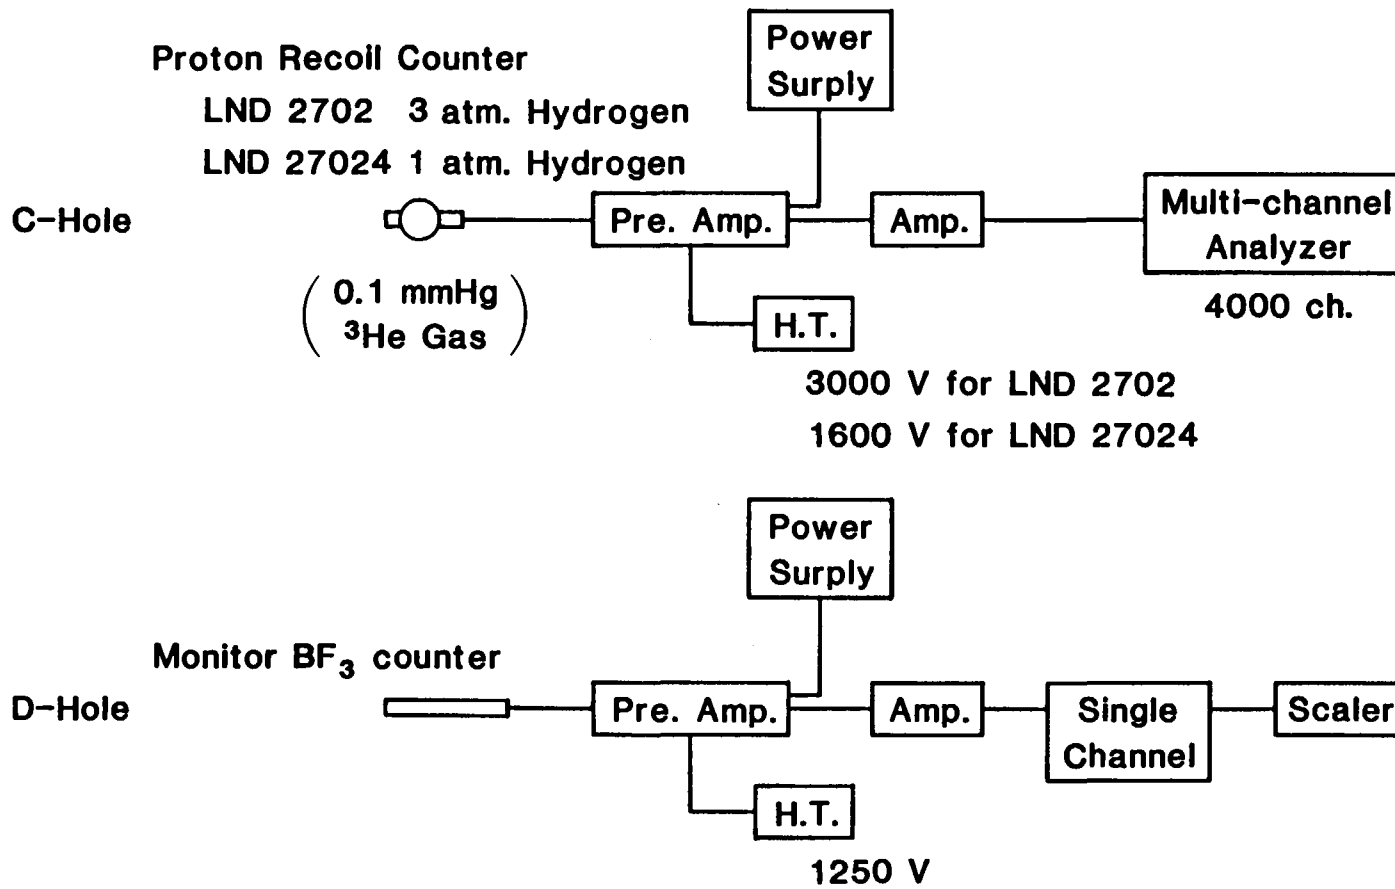 Proton Recoil Counter
LND 2702 3 atm. Hydrogen
LND 27024 1 atm. Hydrogen
Power
Surply
C-Hole
Pre. Amp.
Amp.
Multi-channel
Analyzer
4000 ch.
( 0.1 mmHg
³He Gas )
H.T.
3000 V for LND 2702
1600 V for LND 27024
Power
Surply
Monitor BF₃ counter
D-Hole
Pre. Amp.
Amp.
Single
Channel
Scaler
H.T.
1250 V